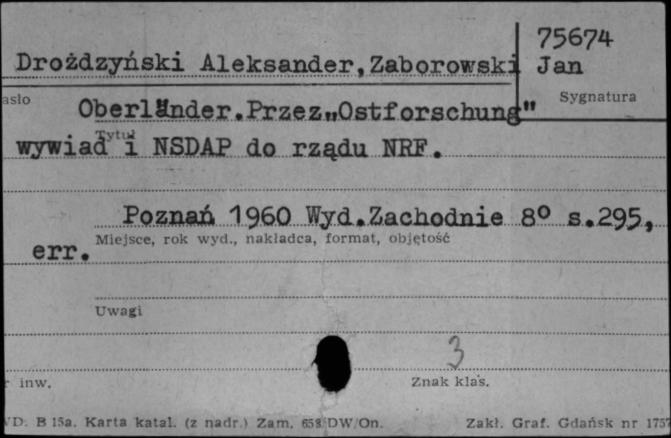 75674
Drożdzyński Aleksander,Zaborowski Jan
asło
Sygnatura
Oberländer.Przez„Ostforschung"
Tytuł
wywiad i NSDAP do rządu NRF.
Poznań 1960 Wyd.Zachodnie 8º s.295,
Miejsce, rok wyd., nakładca, format, objętość
err.
Uwagi
3
r inw.
Znak klas.
D. B 15a. Karta katal. (z nadr.) Zam. 658/DW/On.
Zakł. Graf. Gdańsk nr